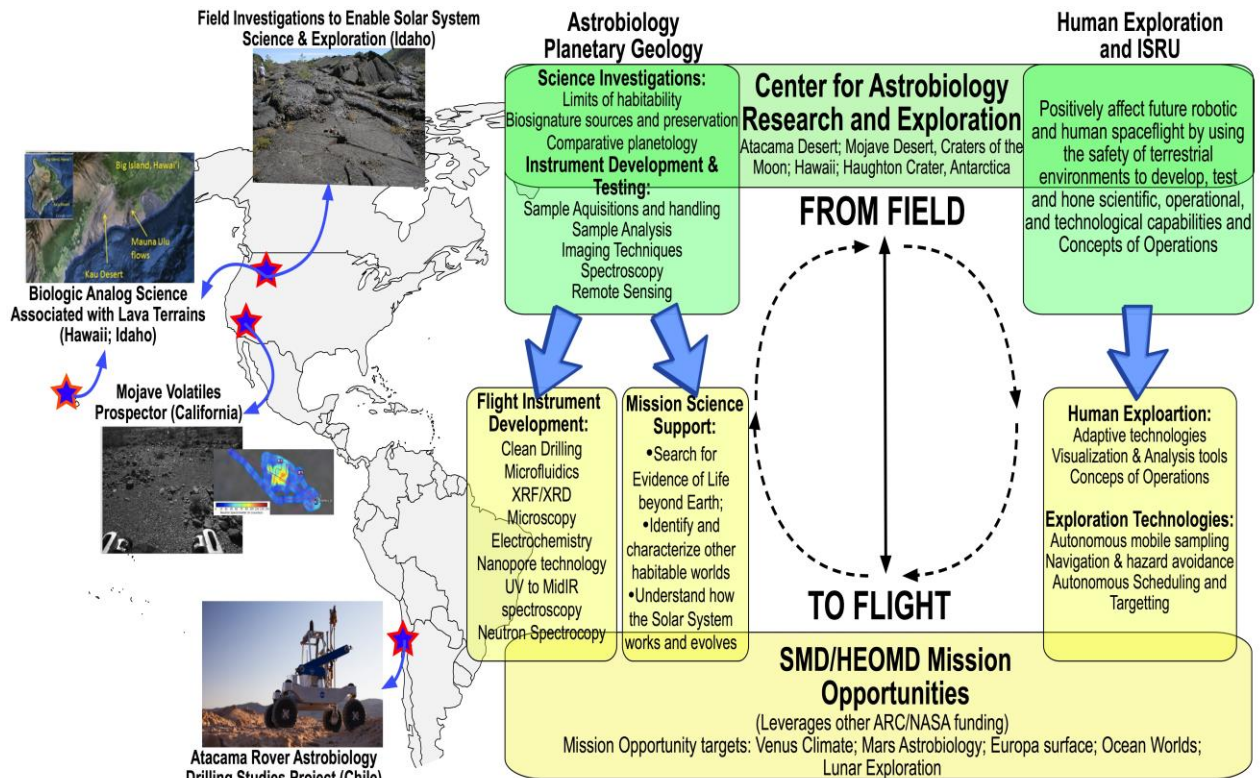 Field Investigations to Enable Solar System
Science & Exploration (Idaho)
Big Island, Hawai'i
Mauna Ulu
flows
Kau Desert
Biologic Analog Science
Associated with Lava Terrains
(Hawaii; Idaho)
Mojave Volatiles
Prospector (California)
Atacama Rover Astrobiology
Drilling Studies Project (Chile)
Astrobiology
Planetary Geology
Science Investigations:
Limits of habitability
Biosignature sources and preservation
Comparative planetology
Instrument Development &
Testing:
Sample Aquisitions and handling
Sample Analysis
Imaging Techniques
Spectroscopy
Remote Sensing
Center for Astrobiology
Research and Exploration
Atacama Desert; Mojave Desert, Craters of the
Moon; Hawaii; Haughton Crater, Antarctica
Human Exploration
and ISRU
Positively affect future robotic
and human spaceflight by using
the safety of terrestrial
environments to develop, test
and hone scientific, operational,
and technological capabilities and
Concepts of Operations
FROM FIELD
TO FLIGHT
Flight Instrument
Development:
Clean Drilling
Microfluidics
XRF/XRD
Microscopy
Electrochemistry
Nanopore technology
UV to MidIR
spectroscopy
Neutron Spectrocopy
Mission Science
Support:
•Search for
Evidence of Life
beyond Earth;
•Identify and
characterize other
habitable worlds
•Understand how
the Solar System
works and evolves
Human Exploartion:
Adaptive technologies
Visualization & Analysis tools
Conceps of Operations
Exploration Technologies:
Autonomous mobile sampling
Navigation & hazard avoidance
Autonomous Scheduling and
Targetting
SMD/HEOMD Mission
Opportunities
(Leverages other ARC/NASA funding)
Mission Opportunity targets: Venus Climate; Mars Astrobiology; Europa surface; Ocean Worlds;
Lunar Exploration